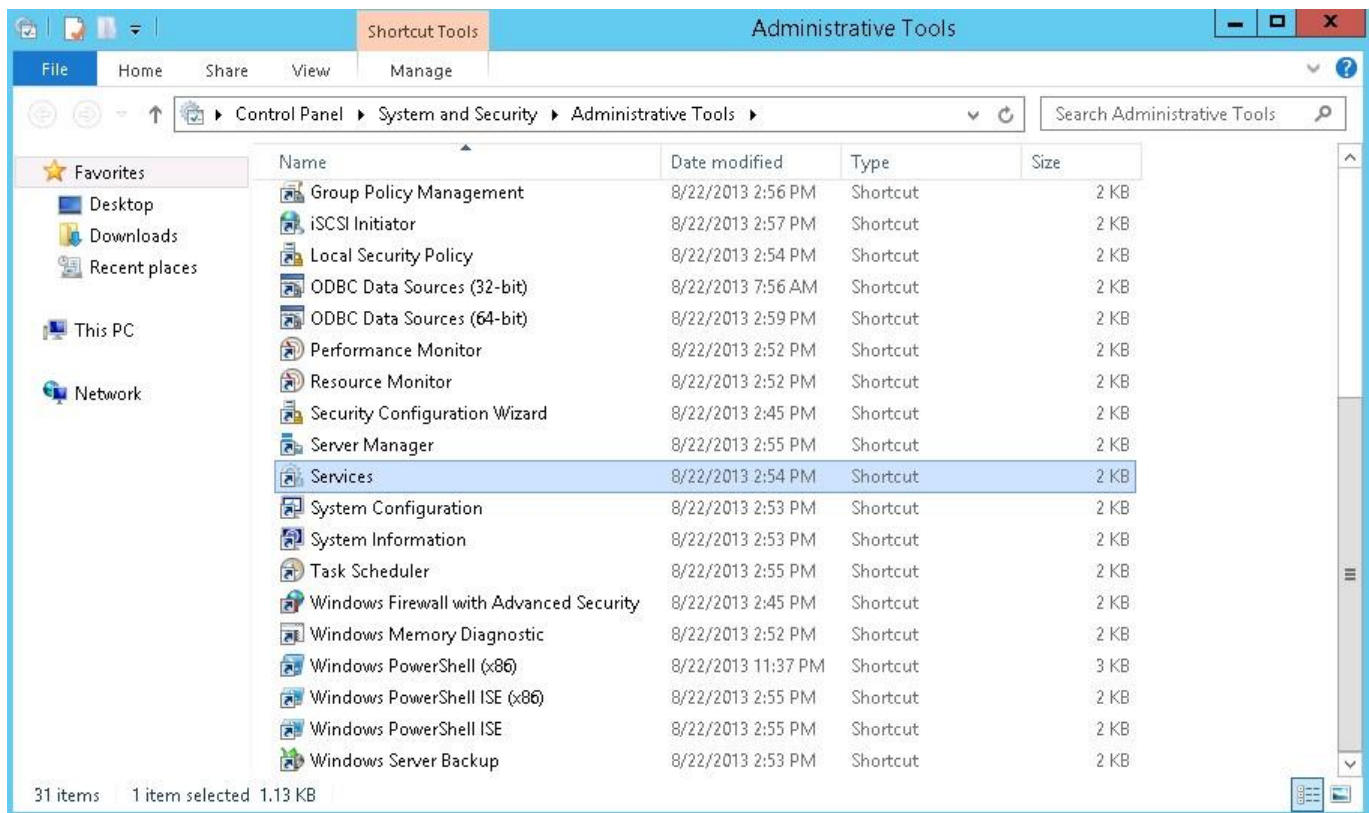 Shortcut Tools Administrative Tools
File Home Share View Manage
Control Panel System and Security Administrative Tools Search Administrative Tools
Favorites
Desktop
Downloads
Recent places
This PC
Network
Name Date modified Type Size
Group Policy Management 8/22/2013 2:56 PM Shortcut 2 KB
iSCSI Initiator 8/22/2013 2:57 PM Shortcut 2 KB
Local Security Policy 8/22/2013 2:54 PM Shortcut 2 KB
ODBC Data Sources (32-bit) 8/22/2013 7:56 AM Shortcut 2 KB
ODBC Data Sources (64-bit) 8/22/2013 2:59 PM Shortcut 2 KB
Performance Monitor 8/22/2013 2:52 PM Shortcut 2 KB
Resource Monitor 8/22/2013 2:52 PM Shortcut 2 KB
Security Configuration Wizard 8/22/2013 2:45 PM Shortcut 2 KB
Server Manager 8/22/2013 2:55 PM Shortcut 2 KB
Services 8/22/2013 2:54 PM Shortcut 2 KB
System Configuration 8/22/2013 2:53 PM Shortcut 2 KB
System Information 8/22/2013 2:53 PM Shortcut 2 KB
Task Scheduler 8/22/2013 2:55 PM Shortcut 2 KB
Windows Firewall with Advanced Security 8/22/2013 2:45 PM Shortcut 2 KB
Windows Memory Diagnostic 8/22/2013 2:52 PM Shortcut 2 KB
Windows PowerShell (x86) 8/22/2013 11:37 PM Shortcut 3 KB
Windows PowerShell ISE (x86) 8/22/2013 2:55 PM Shortcut 2 KB
Windows PowerShell ISE 8/22/2013 2:55 PM Shortcut 2 KB
Windows Server Backup 8/22/2013 2:53 PM Shortcut 2 KB
31 items 1 item selected 1.13 KB